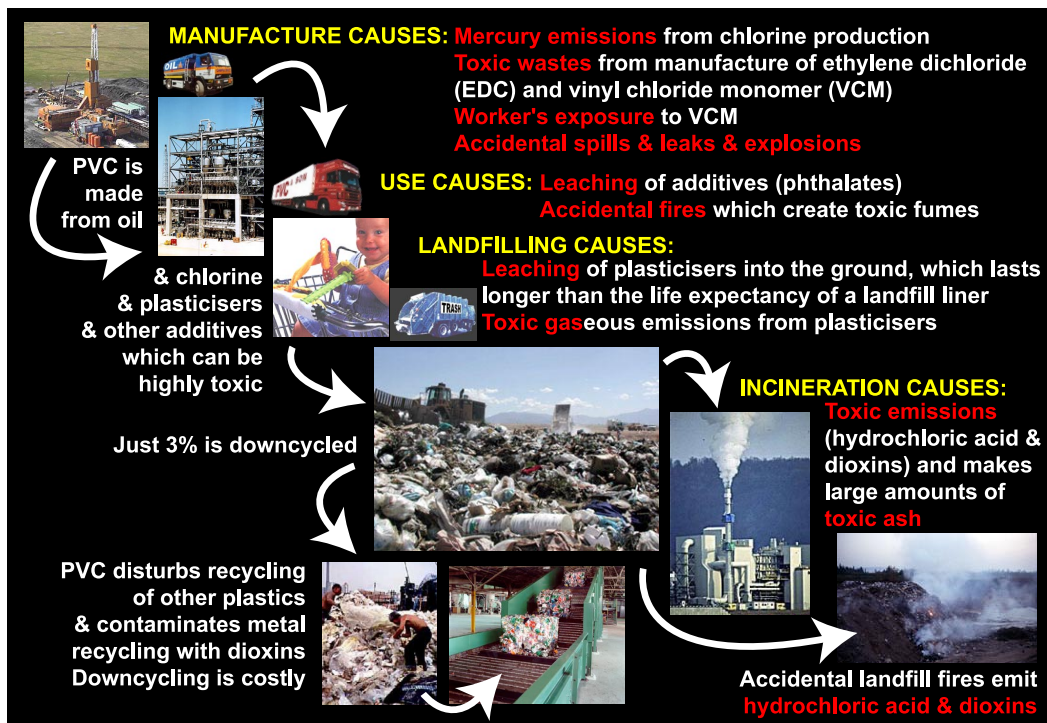 MANUFACTURE CAUSES: Mercury emissions from chlorine production
Toxic wastes from manufacture of ethylene dichloride
(EDC) and vinyl chloride monomer (VCM)
Worker's exposure to VCM
Accidental spills & leaks & explosions
OIL
PVC is
made
from oil
PVC
USE CAUSES: Leaching of additives (phthalates)
Accidental fires which create toxic fumes
LANDFILLING CAUSES:
Leaching of plasticisers into the ground, which lasts
longer than the life expectancy of a landfill liner
Toxic gaseous emissions from plasticisers
TRASH
& chlorine
& plasticisers
& other additives
which can be
highly toxic
Just 3% is downcycled
INCINERATION CAUSES:
Toxic emissions
(hydrochloric acid &
dioxins) and makes
large amounts of
toxic ash
PVC disturbs recycling
of other plastics
& contaminates metal
recycling with dioxins
Downcycling is costly
Accidental landfill fires emit
hydrochloric acid & dioxins